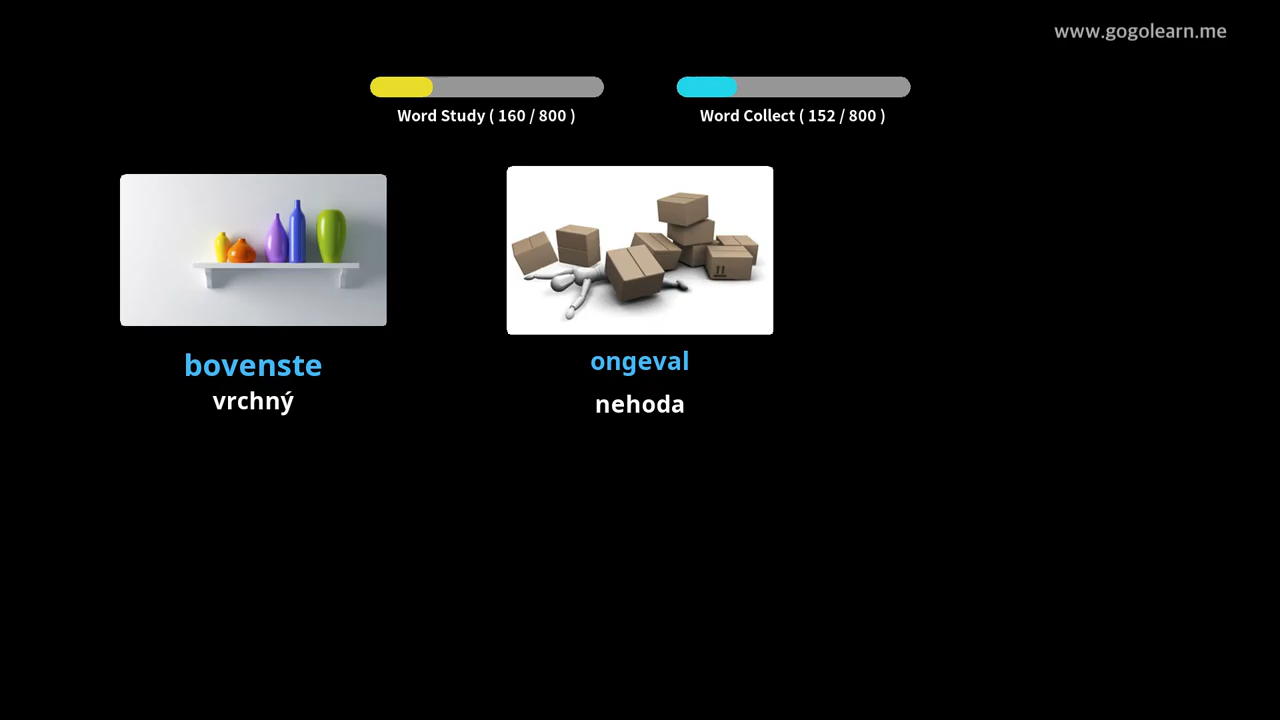 www.gogolearn.me
Word Study ( 160 / 800 )
Word Collect ( 152 / 800 )
bovenste
vrchný
ongeval
nehoda